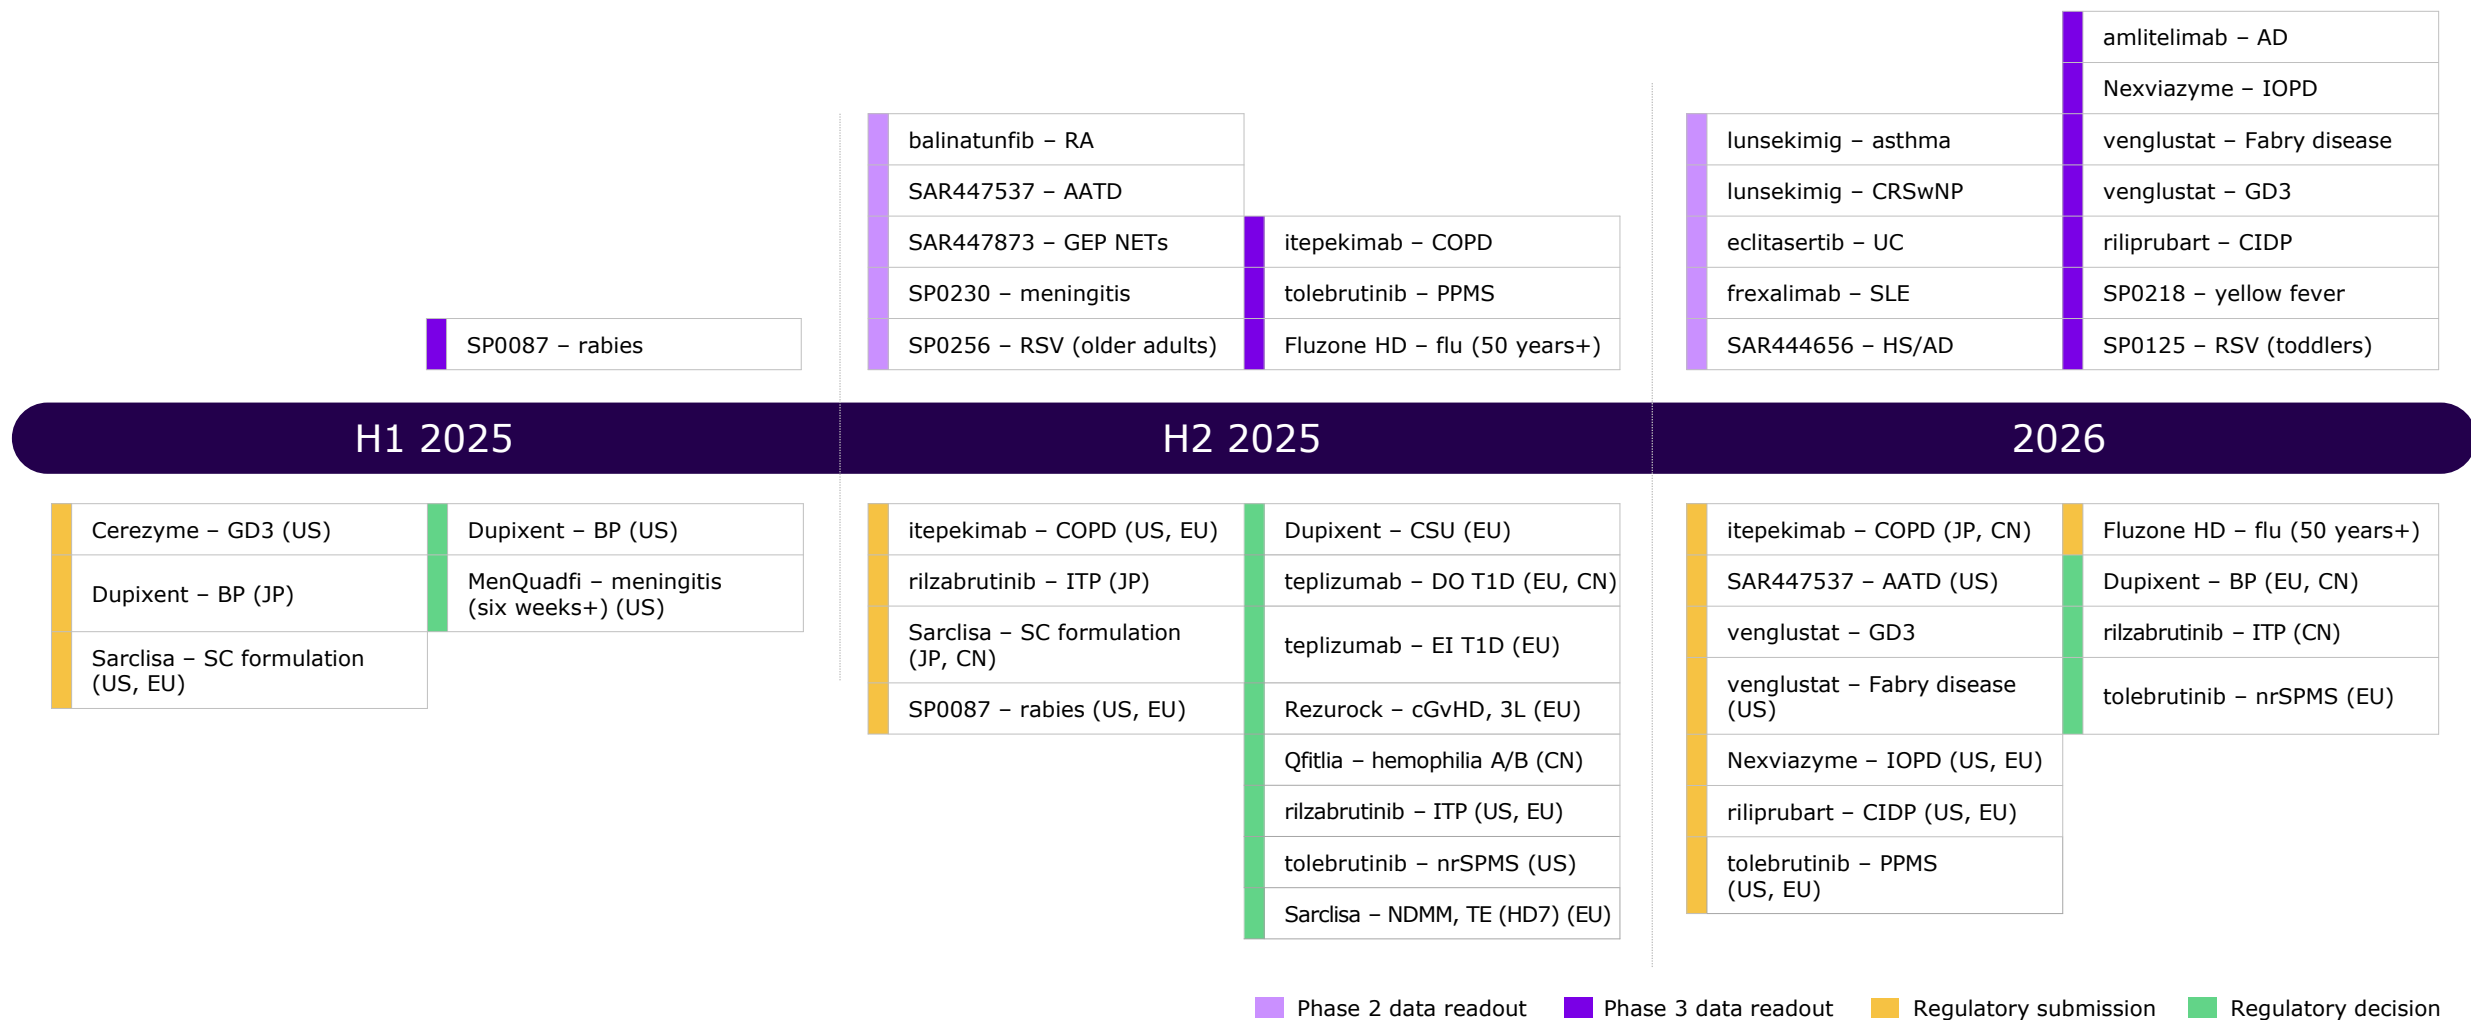 SP0087 – rabies
balinatunfib – RA
SAR447537 – AATD
SAR447873 – GEP NETs
SP0230 – meningitis
SP0256 – RSV (older adults)
itepekimab – COPD
tolebrutinib – PPMS
Fluzone HD – flu (50 years+)
lunsekimig – asthma
lunsekimig – CRSwNP
eclitasertib – UC
frexalimab – SLE
SAR444656 – HS/AD
amlitelimab – AD
Nexviazyme – IOPD
venglustat – Fabry disease
venglustat – GD3
riliprubart – CIDP
SP0218 – yellow fever
SP0125 – RSV (toddlers)
H1 2025
H2 2025
2026
Cerezyme – GD3 (US)
Dupixent – BP (JP)
Sarclisa – SC formulation
(US, EU)
Dupixent – BP (US)
MenQuadfi – meningitis
(six weeks+) (US)
itepekimab – COPD (US, EU)
rilzabrutinib – ITP (JP)
Sarclisa – SC formulation
(JP, CN)
SP0087 – rabies (US, EU)
Dupixent – CSU (EU)
teplizumab – DO T1D (EU, CN)
teplizumab – EI T1D (EU)
Rezurock – cGvHD, 3L (EU)
Qfitlia – hemophilia A/B (CN)
rilzabrutinib – ITP (US, EU)
tolebrutinib – nrSPMS (US)
Sarclisa – NDMM, TE (HD7) (EU)
itepekimab – COPD (JP, CN)
SAR447537 – AATD (US)
venglustat – GD3
venglustat – Fabry disease
(US)
Nexviazyme – IOPD (US, EU)
riliprubart – CIDP (US, EU)
tolebrutinib – PPMS
(US, EU)
Fluzone HD – flu (50 years+)
Dupixent – BP (EU, CN)
rilzabrutinib – ITP (CN)
tolebrutinib – nrSPMS (EU)
Phase 2 data readout
Phase 3 data readout
Regulatory submission
Regulatory decision